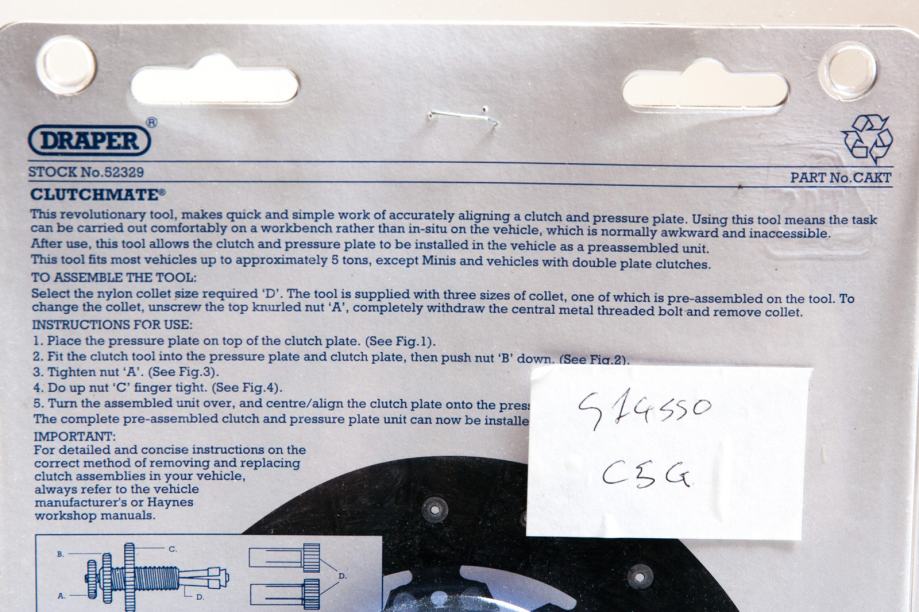 DRAPER®
STOCK No.52329
PART No.CAKT
CLUTCHMATE®
This revolutionary tool, makes quick and simple work of accurately aligning a clutch and pressure plate. Using this tool means the task
can be carried out comfortably on a workbench rather than in-situ on the vehicle, which is normally awkward and inaccessible.
After use, this tool allows the clutch and pressure plate to be installed in the vehicle as a preassembled unit.
This tool fits most vehicles up to approximately 5 tons, except Minis and vehicles with double plate clutches.
TO ASSEMBLE THE TOOL:
Select the nylon collet size required ‘D’. The tool is supplied with three sizes of collet, one of which is pre-assembled on the tool. To
change the collet, unscrew the top knurled nut ‘A’, completely withdraw the central metal threaded bolt and remove collet.
INSTRUCTIONS FOR USE:
1. Place the pressure plate on top of the clutch plate. (See Fig.1).
2. Fit the clutch tool into the pressure plate and clutch plate, then push nut ‘B’ down. (See Fig.2).
3. Tighten nut ‘A’. (See Fig.3).
4. Do up nut ‘C’ finger tight. (See Fig.4).
5. Turn the assembled unit over, and centre/align the clutch plate onto the
The complete pre-assembled clutch and pressure plate unit can now be
IMPORTANT:
For detailed and concise instructions on the
correct method of removing and replacing
clutch assemblies in your vehicle,
always refer to the vehicle
manufacturer's or Haynes
workshop manuals.
B.
C.
A.
D.
D.